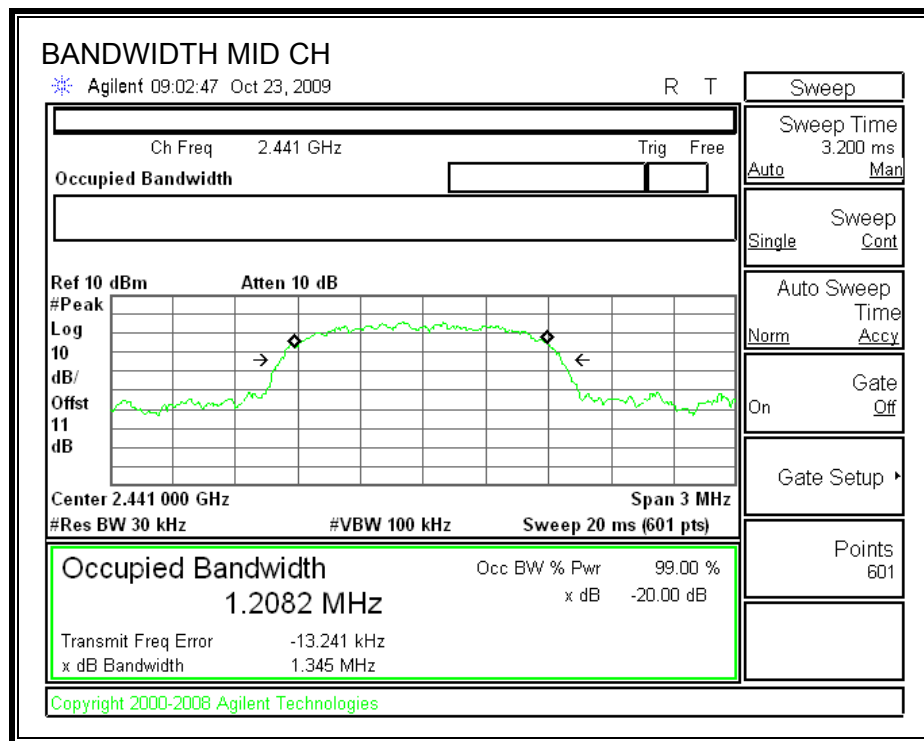 BANDWIDTH MID CH
Agilent 09:02:47 Oct 23, 2009 R T
Ch Freq 2.441 GHz Trig Free
Occupied Bandwidth
Ref 10 dBm Atten 10 dB
#Peak
Log
10
dB/
Offst
11
dB
Center 2.441 000 GHz Span 3 MHz
#Res BW 30 kHz #VBW 100 kHz Sweep 20 ms (601 pts)
Occupied Bandwidth Occ BW % Pwr 99.00 %
1.2082 MHz x dB -20.00 dB
Transmit Freq Error -13.241 kHz
x dB Bandwidth 1.345 MHz
Copyright 2000-2008 Agilent Technologies
Sweep
Sweep Time
3.200 ms
Auto Man
Sweep
Single Cont
Auto Sweep
Time
Norm Accy
Gate
On Off
Gate Setup
Points
601